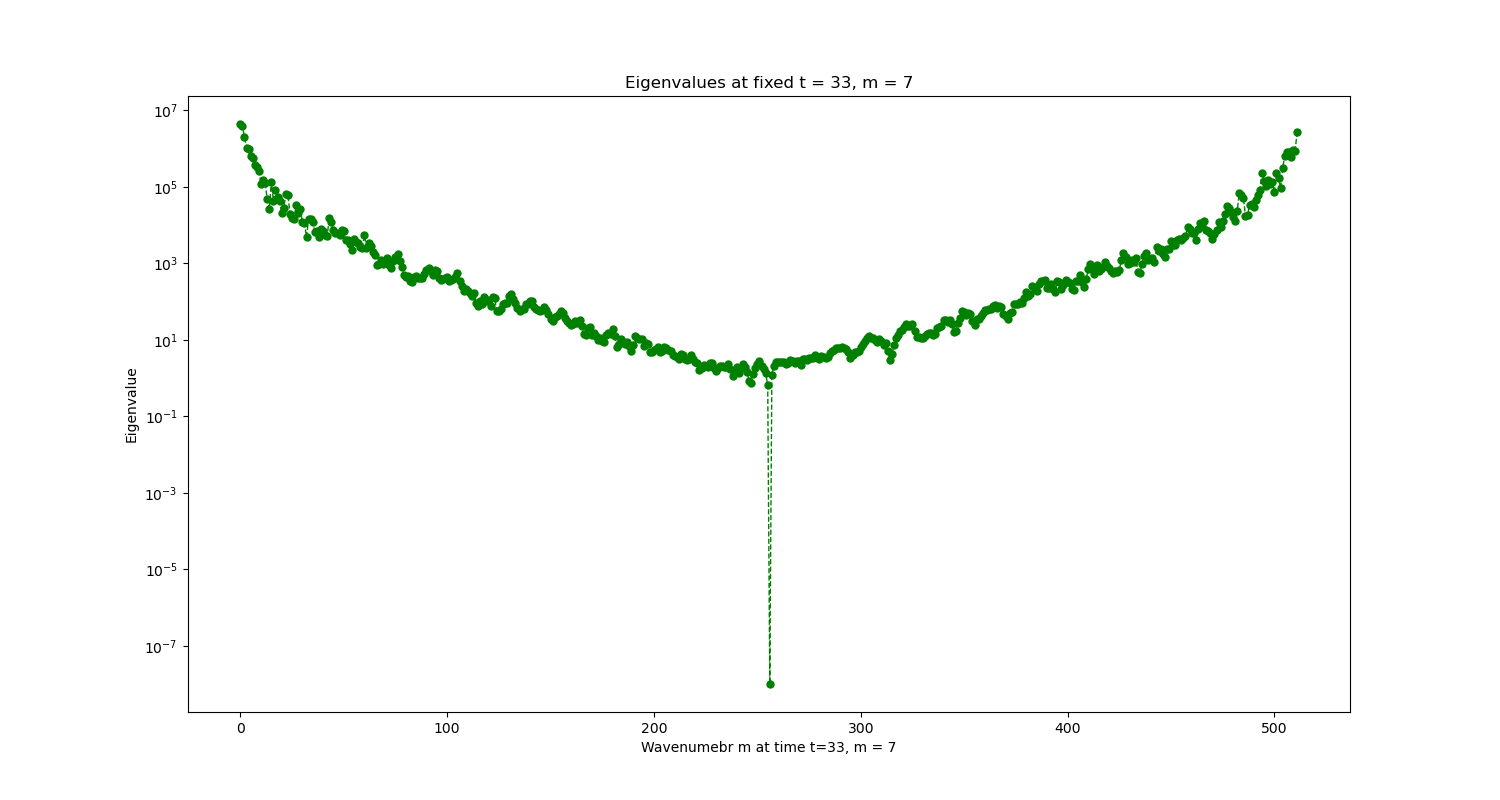 Eigenvalues at fixed t = 33, m = 7
Eigenvalue
10^7
10^5
10^3
10^1
10^-1
10^-3
10^-5
10^-7
0 100 200 300 400 500
Wavenumebr m at time t=33, m = 7